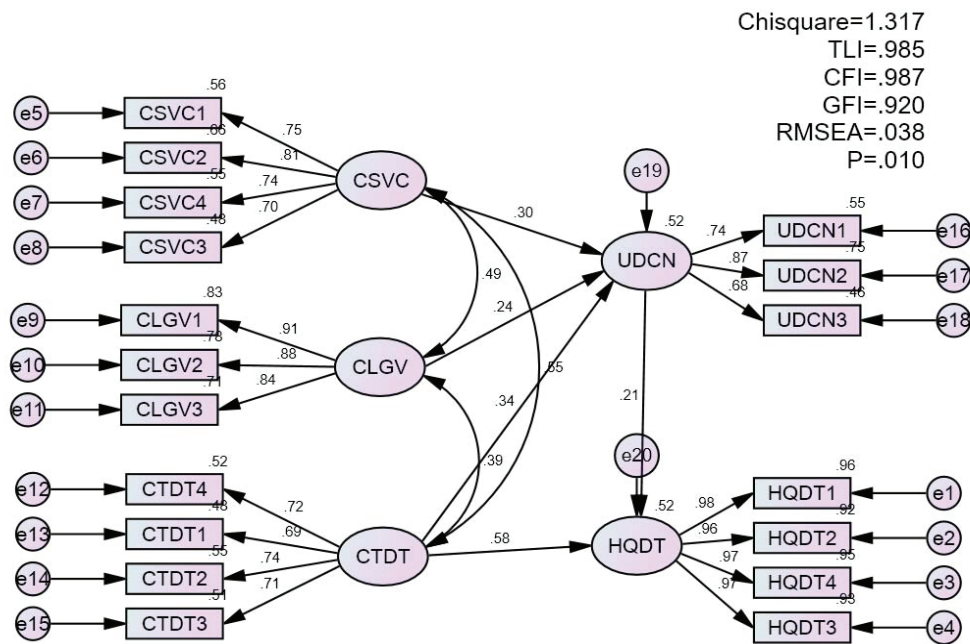 Chisquare=1.317
TLI=.985
CFI=.987
GFI=.920
RMSEA=.038
P=.010
e5
CSVC1
.56
.75
e6
CSVC2
.66
.81
e7
CSVC4
.55
.74
e8
CSVC3
.48
.70
CSVC
e9
CLGV1
.83
.91
e10
CLGV2
.78
.88
e11
CLGV3
.71
.84
CLGV
e12
CTDT4
.52
.72
e13
CTDT1
.48
.69
e14
CTDT2
.55
.74
e15
CTDT3
.51
.71
CTDT
.49
.55
.39
.30
.24
.34
.58
.21
e19
UDCN
.52
.74
UDCN1
.55
e16
.87
UDCN2
.75
e17
.68
UDCN3
.46
e18
e20
HQDT
.52
.98
HQDT1
.96
e1
.96
HQDT2
.92
e2
.97
HQDT4
.95
e3
.97
HQDT3
.93
e4